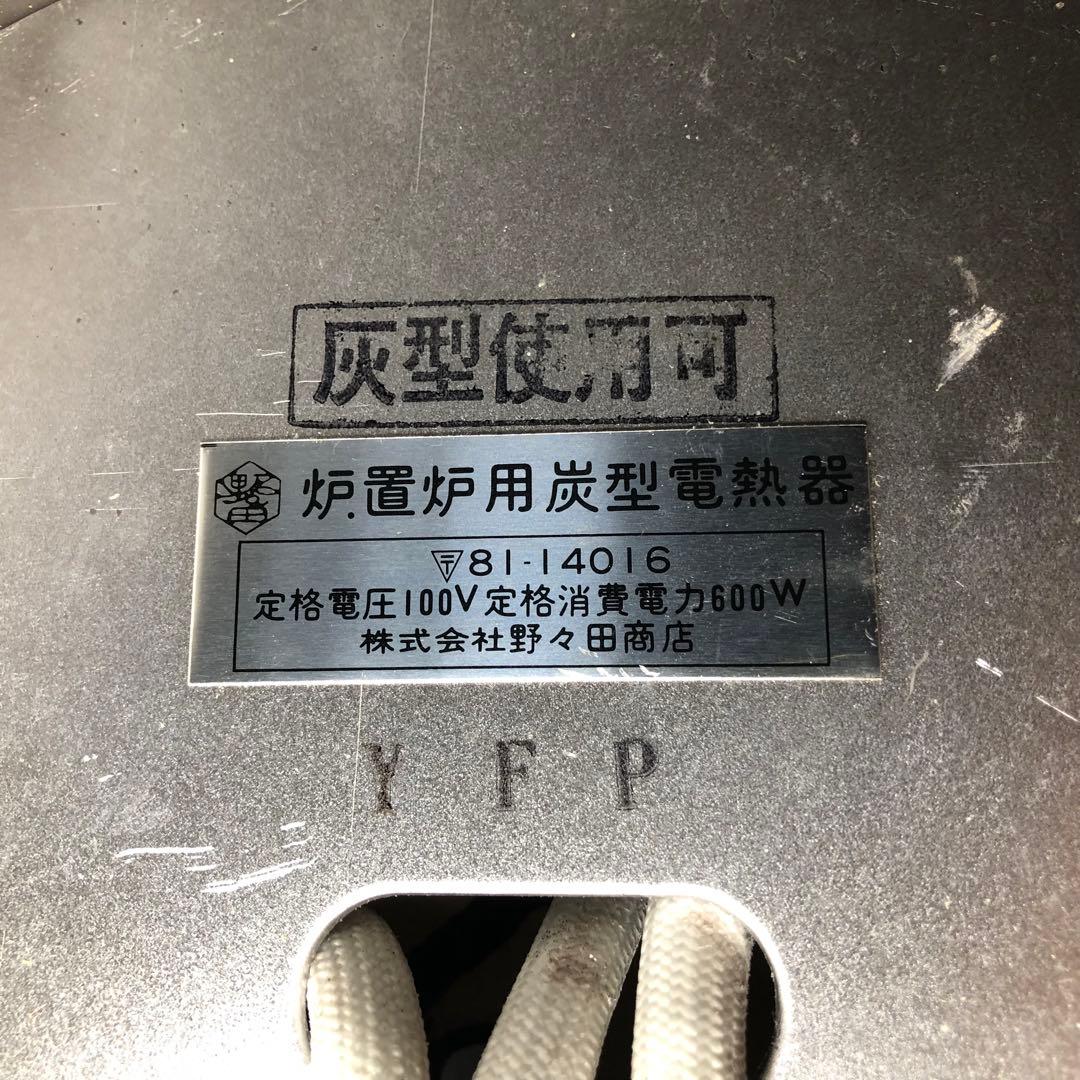 灰型使用可
炉.置炉用炭型電熱器
〒81-14016
定格電圧100V定格消費電力600W
株式会社野々田商店
Y F P